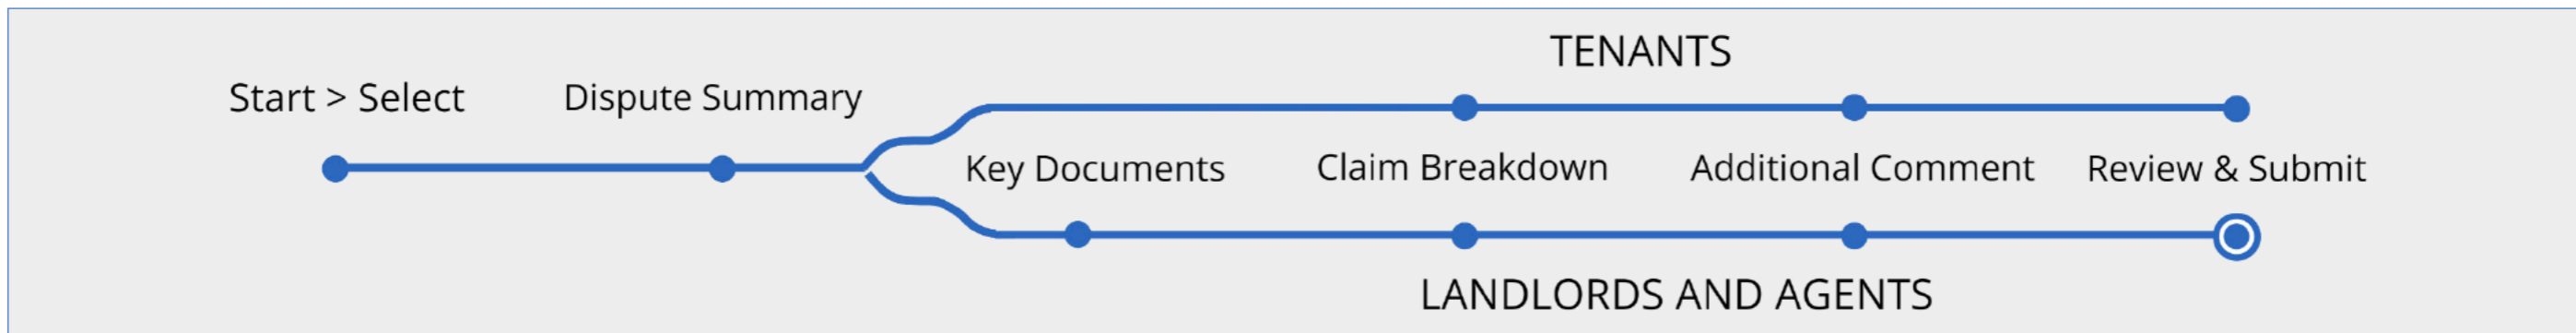 TENANTS
Start > Select
Dispute Summary
Key Documents
Claim Breakdown
Additional Comment
Review & Submit
LANDLORDS AND AGENTS